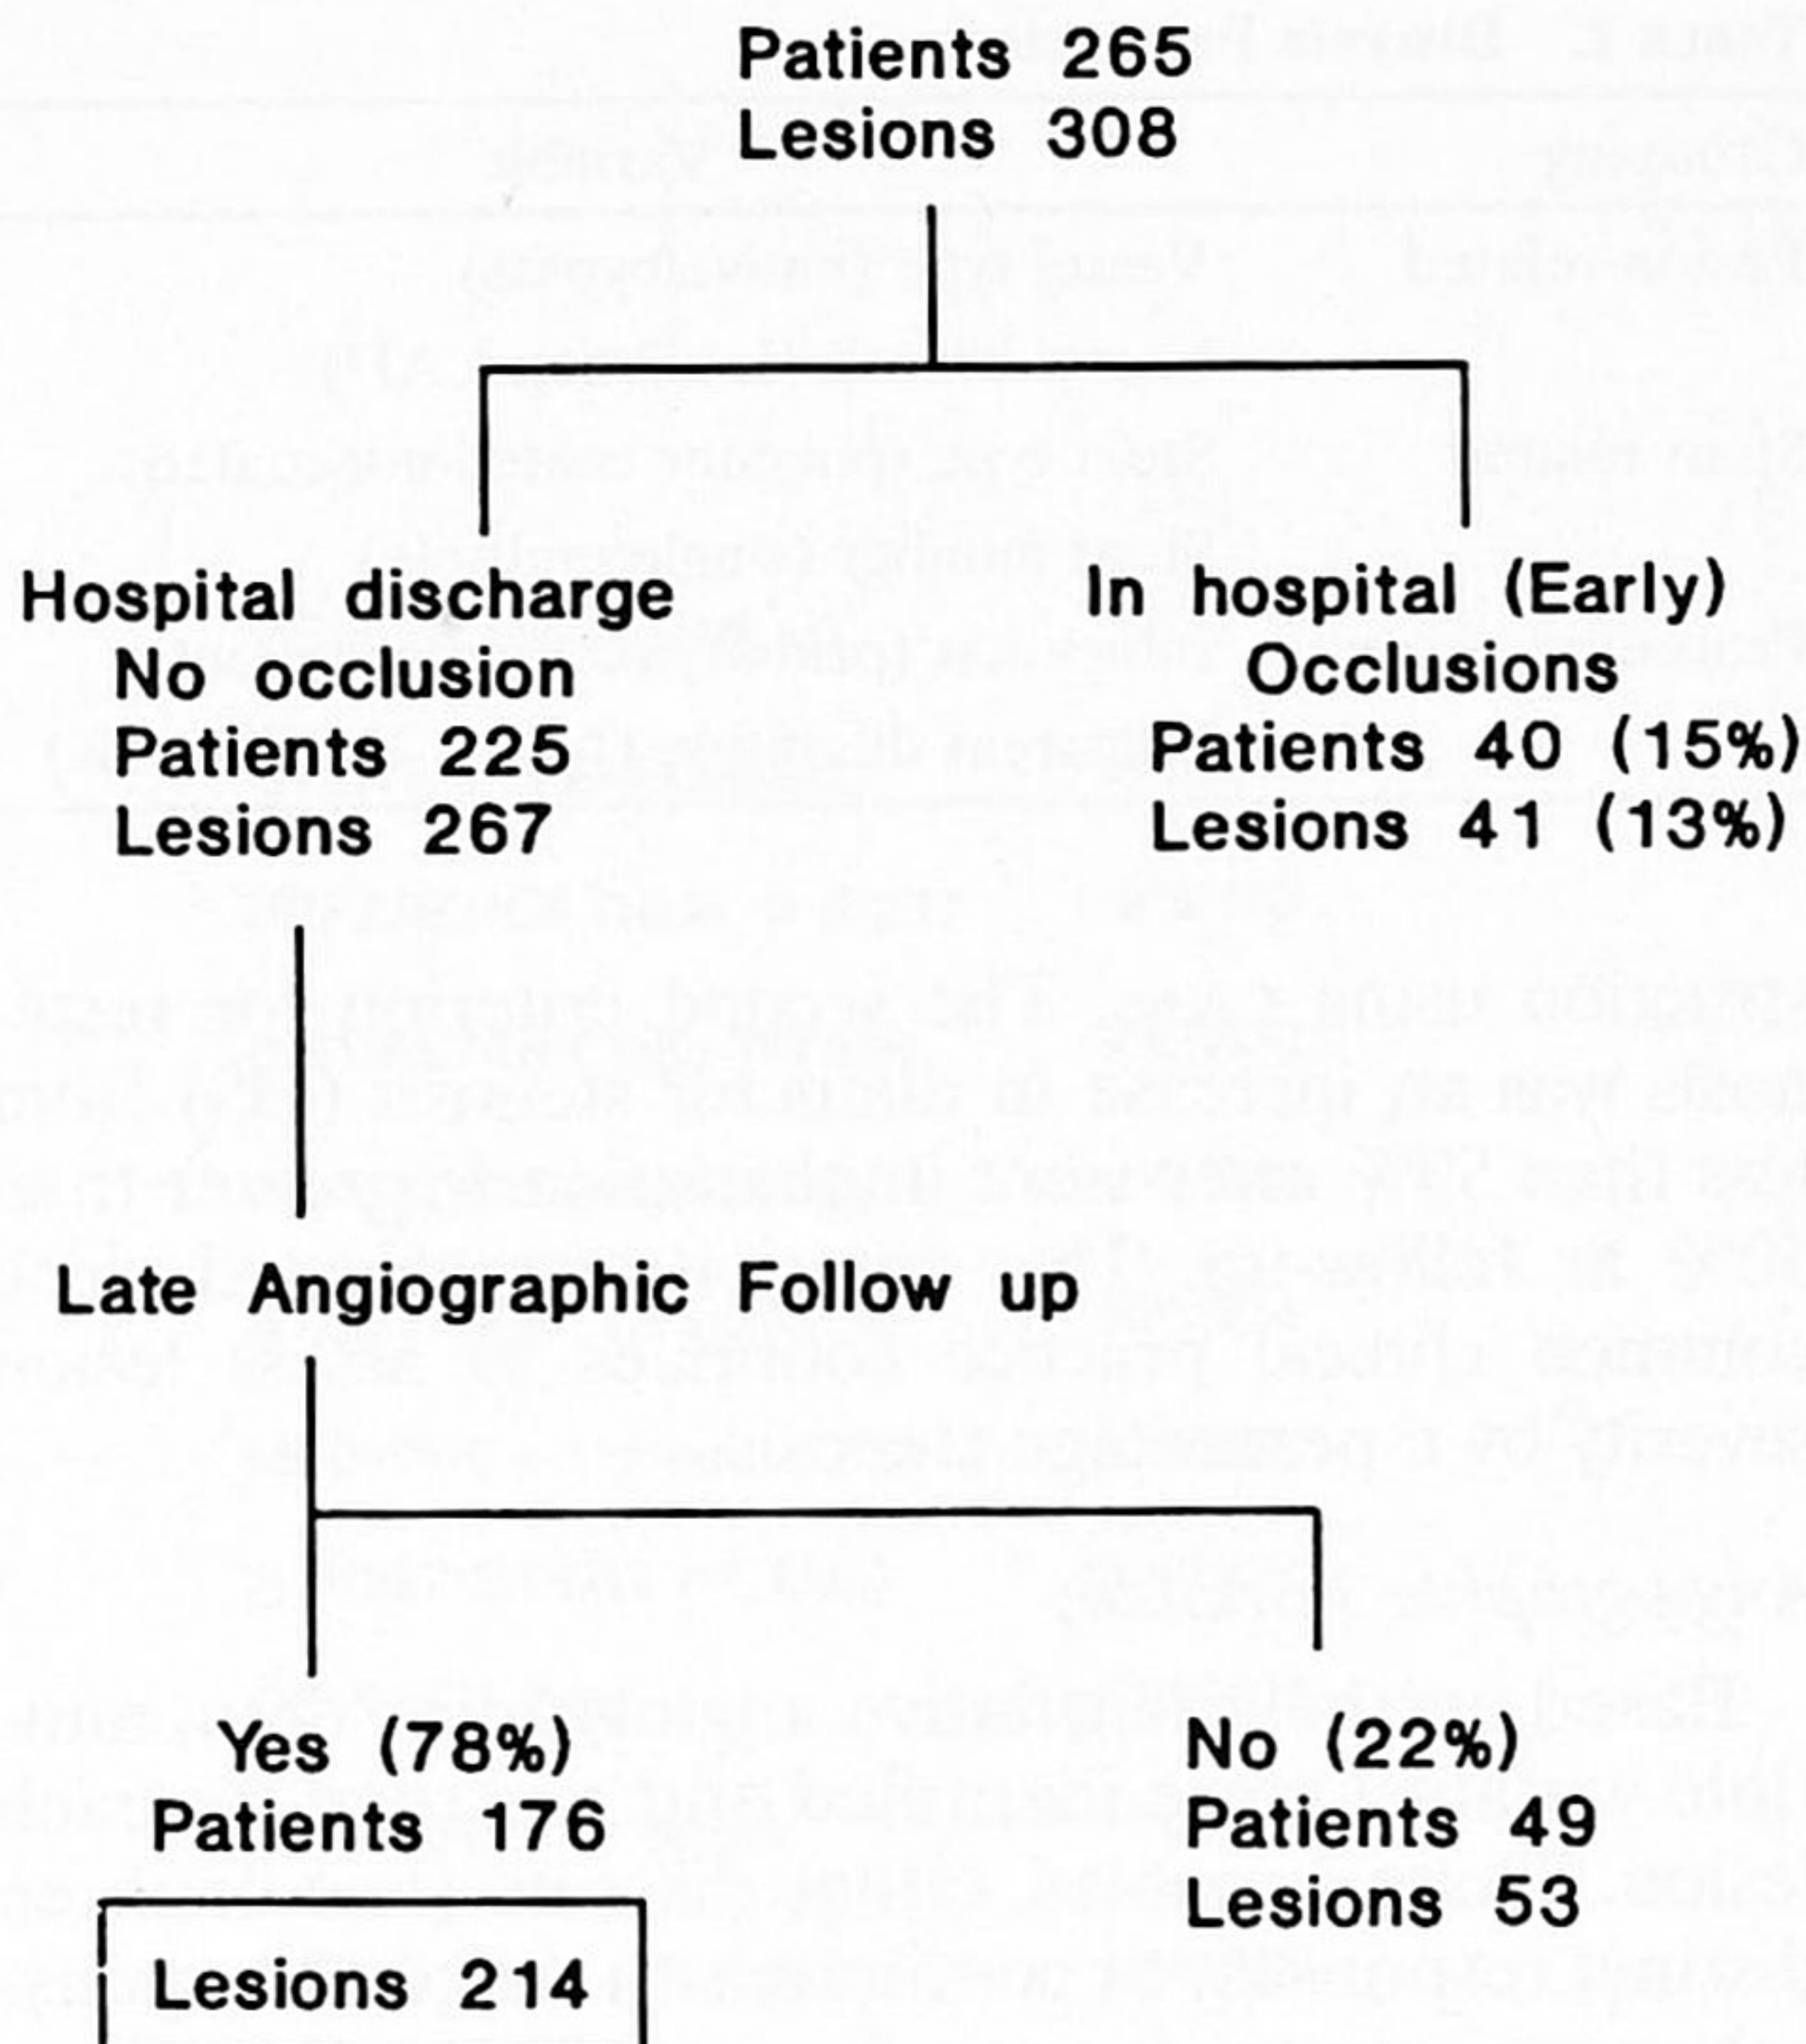 Patients 265
Lesions 308
Hospital discharge
No occlusion
Patients 225
Lesions 267
In hospital (Early)
Occlusions
Patients 40 (15%)
Lesions 41 (13%)
Late Angiographic Follow up
Yes (78%)
Patients 176
Lesions 214
No (22%)
Patients 49
Lesions 53